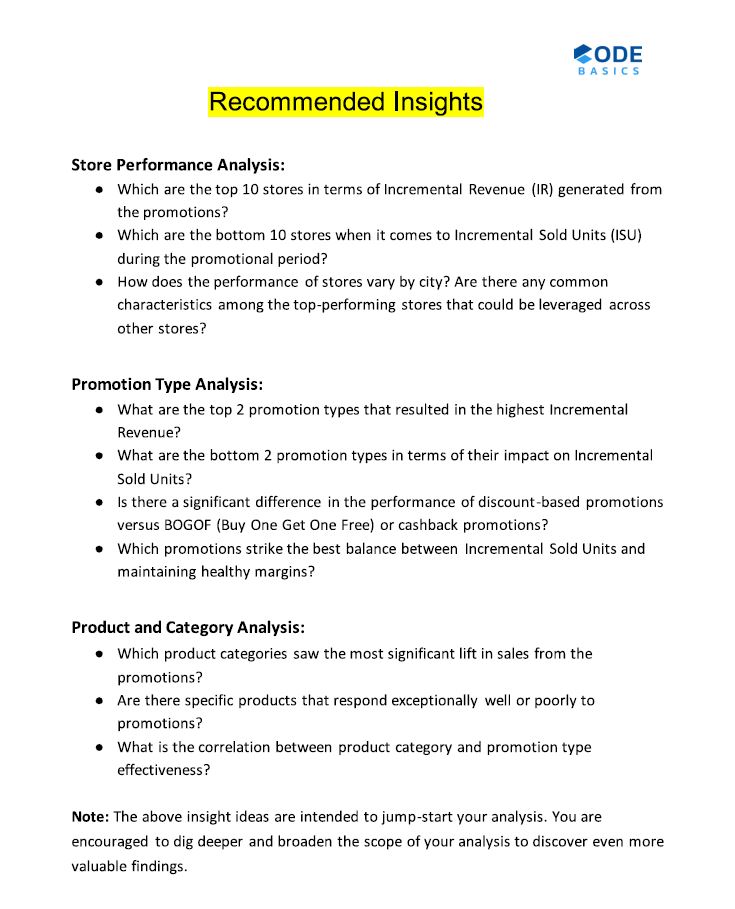 CODE
BASICS
Recommended Insights
Store Performance Analysis:
● Which are the top 10 stores in terms of Incremental Revenue (IR) generated from
the promotions?
● Which are the bottom 10 stores when it comes to Incremental Sold Units (ISU)
during the promotional period?
● How does the performance of stores vary by city? Are there any common
characteristics among the top-performing stores that could be leveraged across
other stores?
Promotion Type Analysis:
● What are the top 2 promotion types that resulted in the highest Incremental
Revenue?
● What are the bottom 2 promotion types in terms of their impact on Incremental
Sold Units?
● Is there a significant difference in the performance of discount-based promotions
versus BOGOF (Buy One Get One Free) or cashback promotions?
● Which promotions strike the best balance between Incremental Sold Units and
maintaining healthy margins?
Product and Category Analysis:
● Which product categories saw the most significant lift in sales from the
promotions?
● Are there specific products that respond exceptionally well or poorly to
promotions?
● What is the correlation between product category and promotion type
effectiveness?
Note: The above insight ideas are intended to jump-start your analysis. You are
encouraged to dig deeper and broaden the scope of your analysis to discover even more
valuable findings.